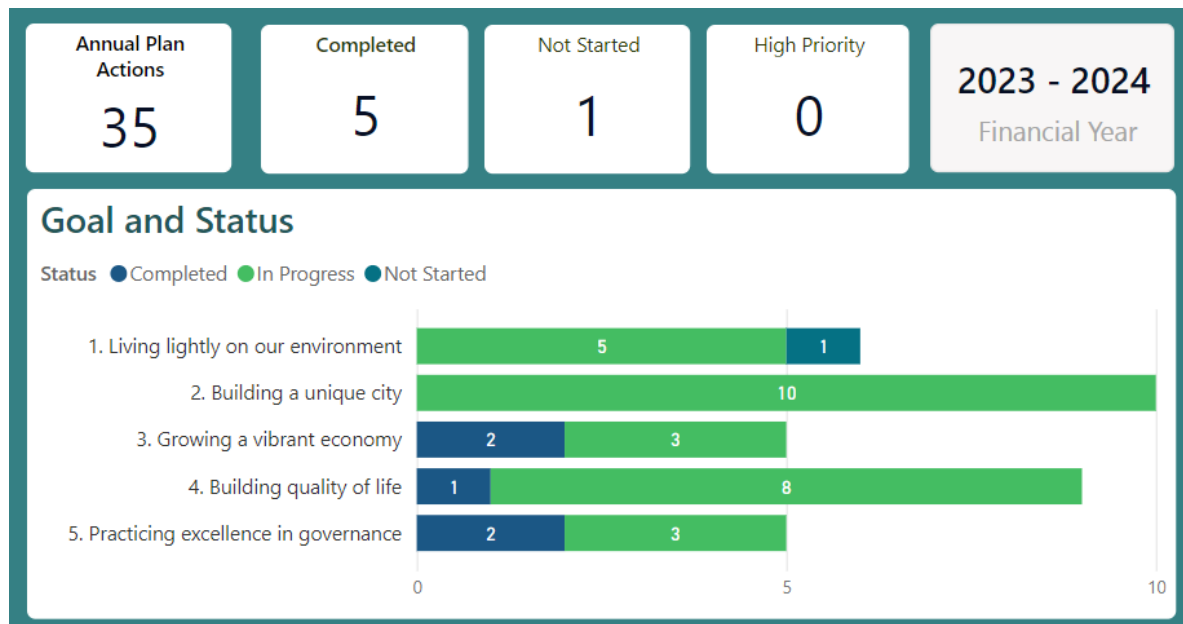 Annual Plan
Actions
35
Completed
5
Not Started
1
High Priority
0
2023 - 2024
Financial Year
Goal and Status
Status Completed In Progress Not Started
1. Living lightly on our environment 5 1
2. Building a unique city 10
3. Growing a vibrant economy 2 3
4. Building quality of life 1 8
5. Practicing excellence in governance 2 3
0 5 10